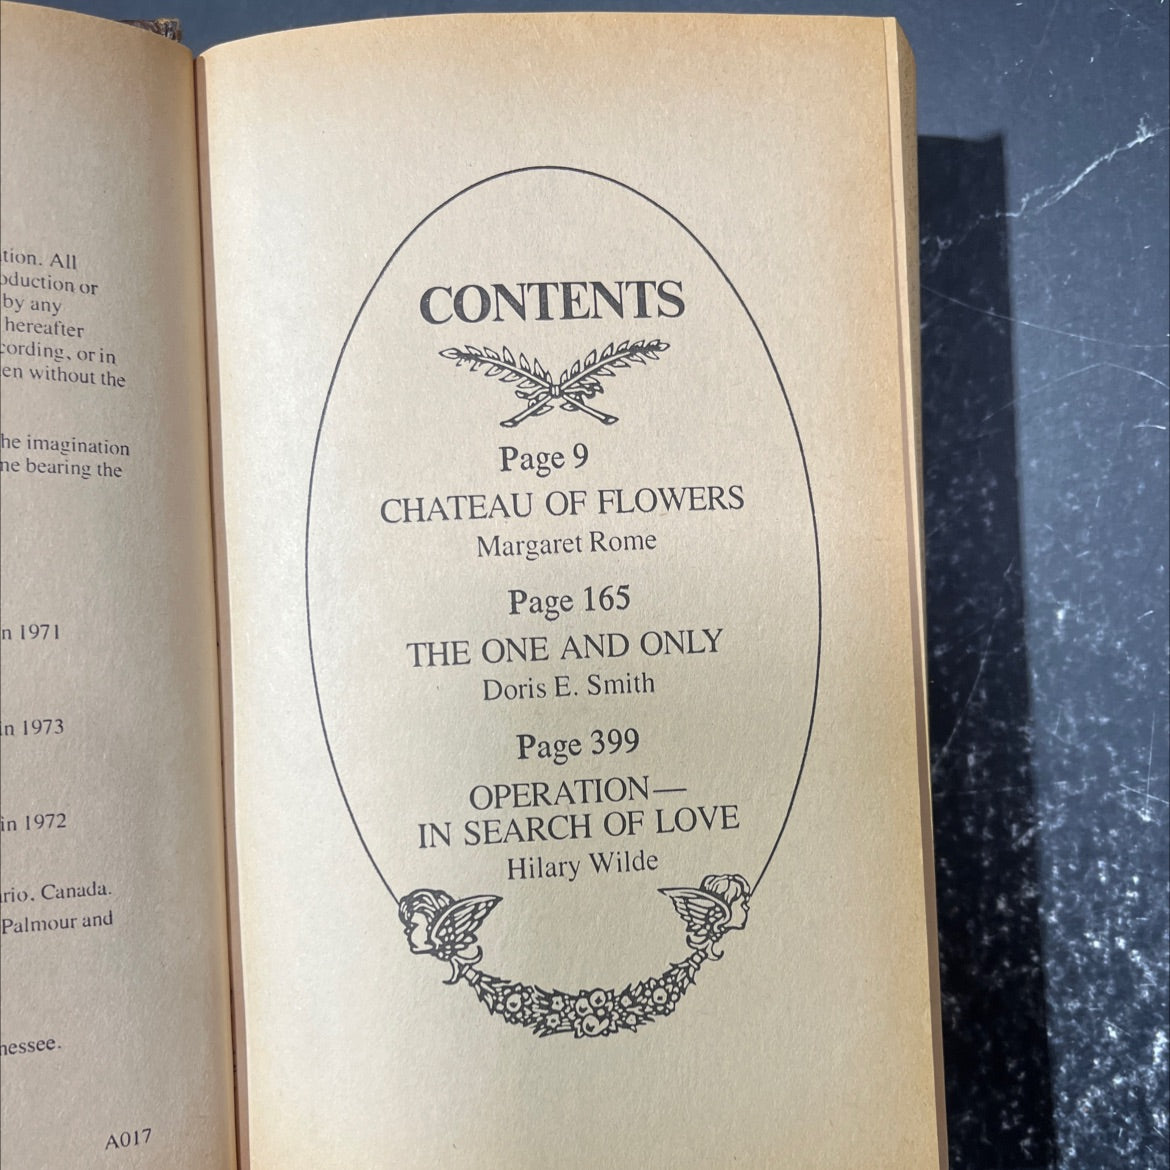 tion. All
oduction or
by any
hereafter
cording, or in
en without the
he imagination
ne bearing the
n 1971
in 1973
in 1972
rio, Canada.
Palmour and
nessee.
A017
CONTENTS
Page 9
CHATEAU OF FLOWERS
Margaret Rome
Page 165
THE ONE AND ONLY
Doris E. Smith
Page 399
OPERATION—
IN SEARCH OF LOVE
Hilary Wilde